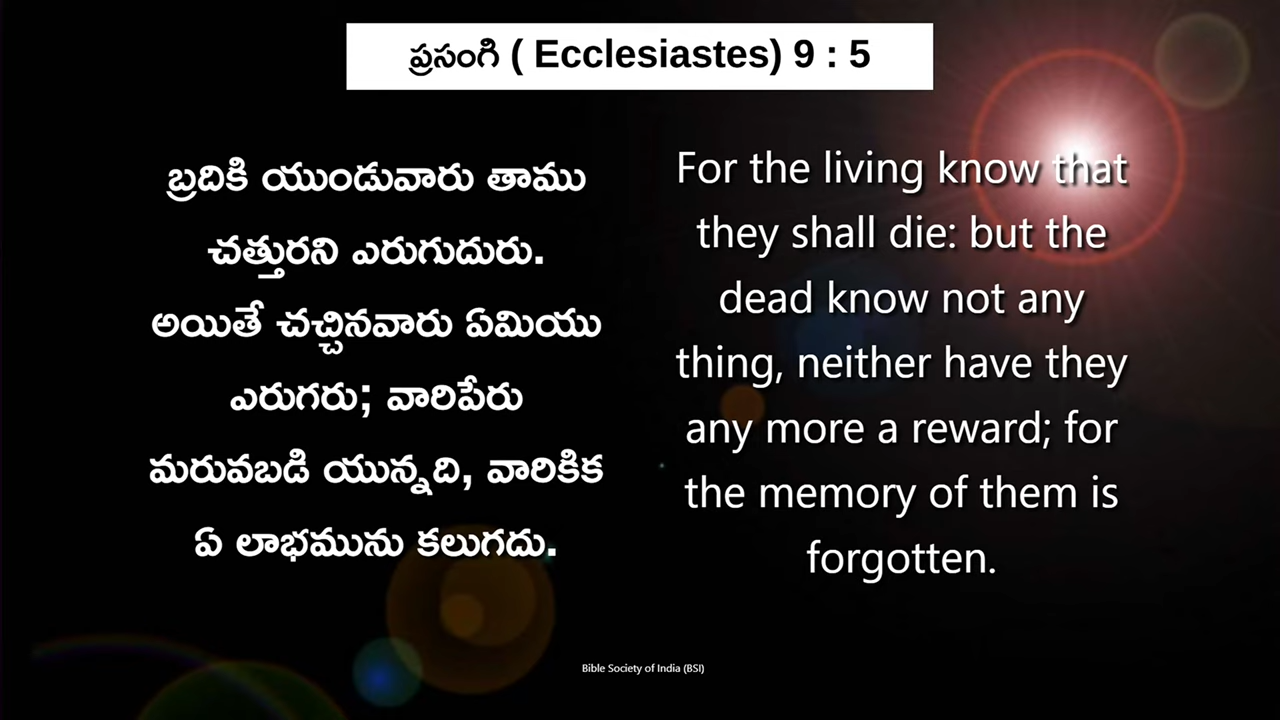 ప్రసంగి ( Ecclesiastes) 9 : 5
బ్రదికి యుండువారు తాము
చత్తురని ఎరుగుదురు.
అయితే చచ్చినవారు ఏమియు
ఎరుగరు; వారిపేరు
మరువబడి యున్నది, వారికిక
ఏ లాభమును కలుగదు.
For the living know that
they shall die: but the
dead know not any
thing, neither have they
any more a reward; for
the memory of them is
forgotten.
Bible Society of India (BSI)